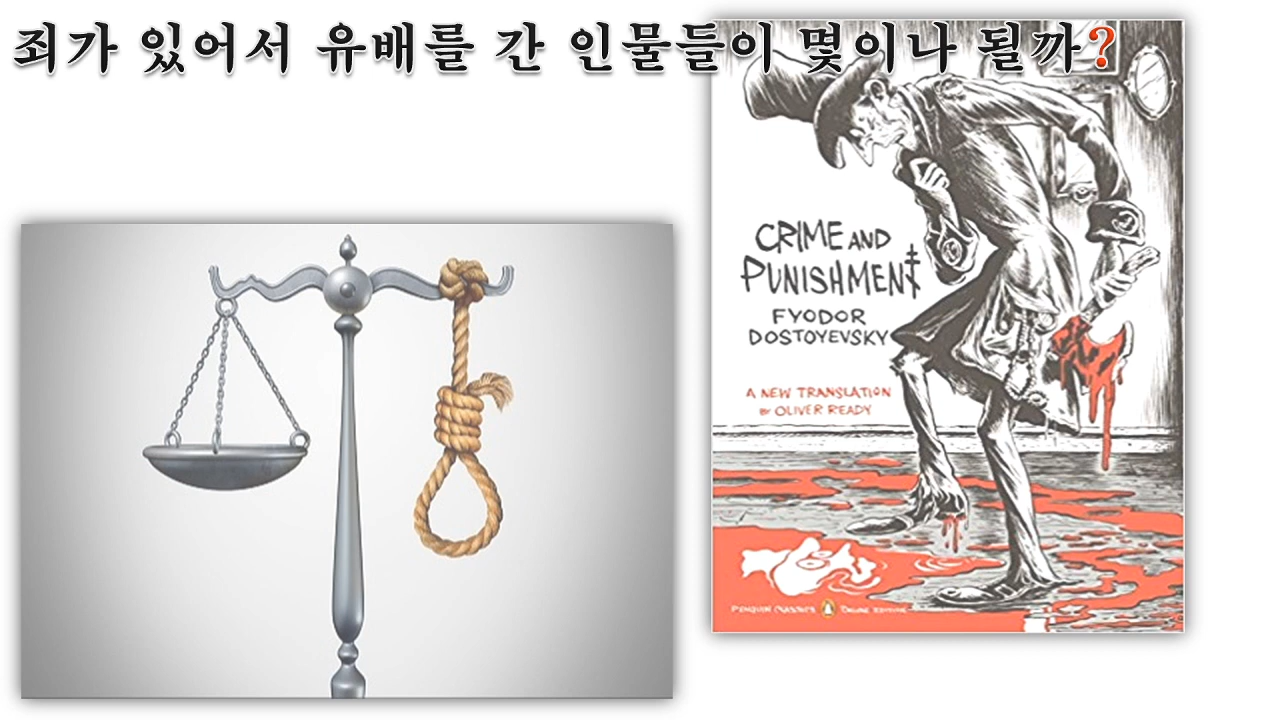 죄가 있어서 유배를 간 인물들이 몇이나 될까?
CRIME AND
PUNISHMENT
FYODOR
DOSTOYEVSKY
A NEW TRANSLATION
BY OLIVER READY
PENGUIN CLASSICS DELUXE EDITION